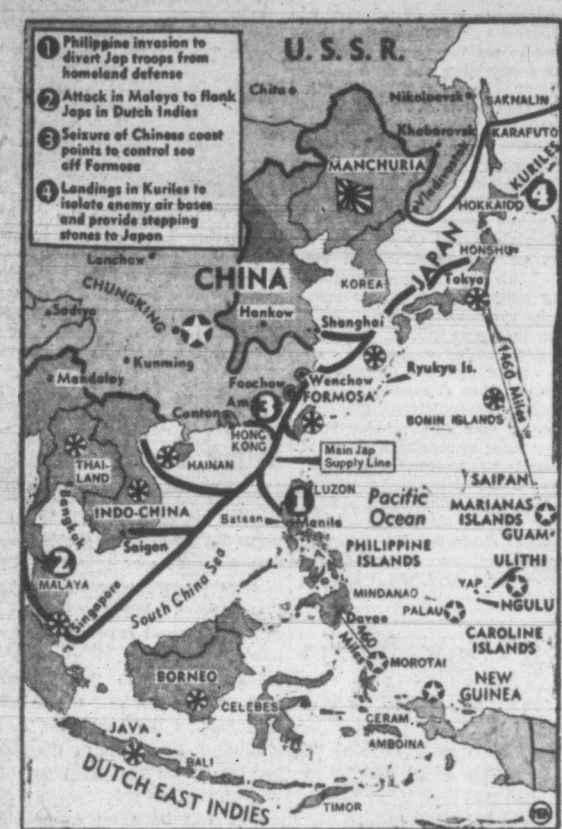 1 Philippine invasion to
divert Jap troops from
homeland defense
2 Attack in Malaya to flank
Japs in Dutch Indies
3 Seizure of Chinese coast
points to control sea
off Formosa
4 Landings in Kuriles to
isolate enemy air bases
and provide stepping
stones to Japan
U. S. S. R.
Chita
Nikolaevsk
SAKHALIN
Khabarovsk
KARAFUTO
MANCHURIA
Vladivostok
KURILES
4
HOKKAIDO
Lanchow
HONSHU
JAPAN
CHINA
KOREA
Tokyo
CHUNGKING
Hankow
Shanghai
Sadiya
1460 Miles
Kunming
Wenchow
Ryukyu Is.
Mandalay
Foochow
FORMOSA
Am
Canton
3
BONIN ISLANDS
HONG
KONG
HAINAN
Main Jap
Supply Line
THAI-
LAND
SAIPAN
1
LUZON
Pacific
Ocean
MARIANAS
ISLANDS
INDO-CHINA
GUAM
Bangkok
Bataan
Manila
Saigon
PHILIPPINE
ISLANDS
ULITHI
2
MALAYA
South China Sea
YAP
MINDANAO
NGULU
Singapore
PALAU
Davao
CAROLINE
ISLANDS
460
Miles
MOROTAI
BORNEO
NEW
GUINEA
CELEBES
JAVA
CERAM
AMBOINA
BALI
DUTCH EAST INDIES
TIMOR